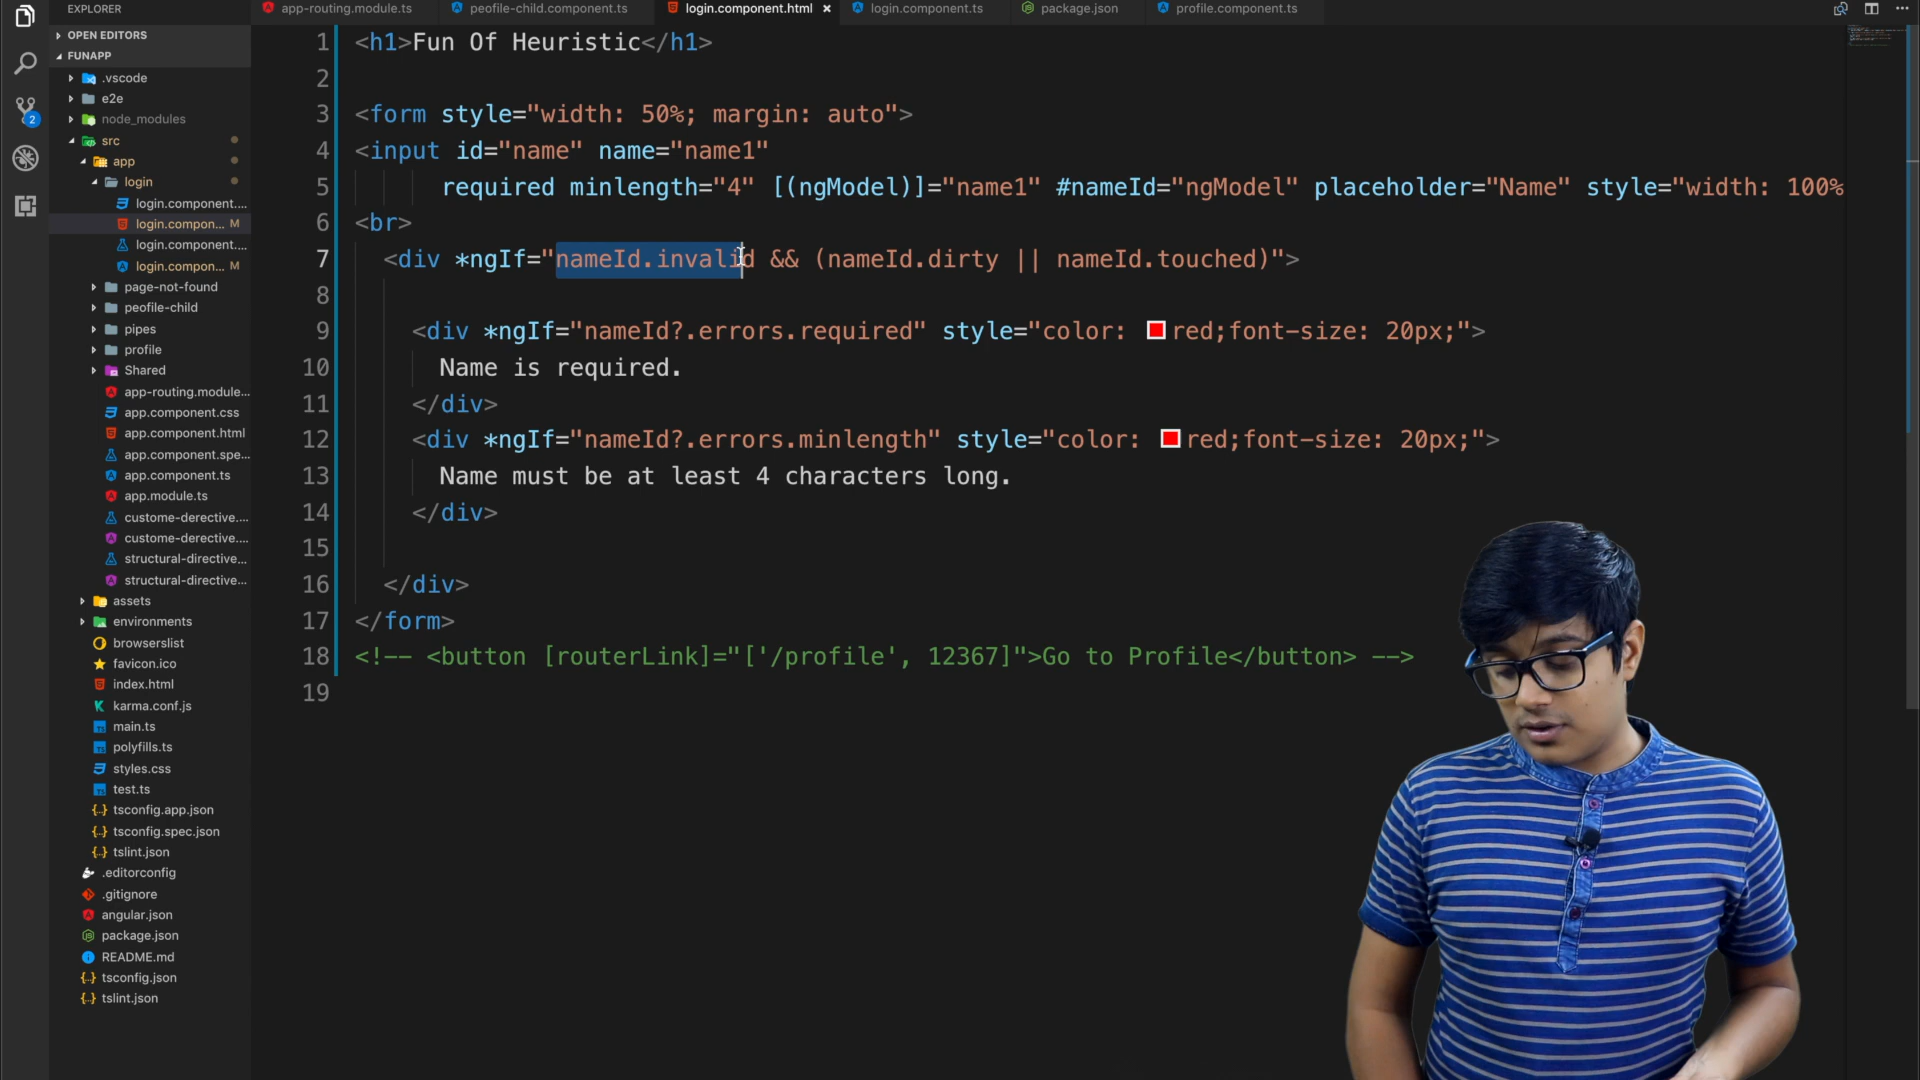 EXPLORER
app-routing.module.ts
peofile-child.component.ts
login.component.html ×
login.component.ts
package.json
profile.component.ts
OPEN EDITORS
FUNAPP
.vscode
e2e
node_modules
src
app
login
login.component....
login.compon... M
login.component....
login.compon... M
page-not-found
peofile-child
pipes
profile
Shared
app-routing.module...
app.component.css
app.component.html
app.component.spe...
app.component.ts
app.module.ts
custome-derective....
custome-derective....
structural-directive...
structural-directive...
assets
environments
browserslist
favicon.ico
index.html
karma.conf.js
main.ts
polyfills.ts
styles.css
test.ts
tsconfig.app.json
tsconfig.spec.json
tslint.json
.editorconfig
.gitignore
angular.json
package.json
README.md
tsconfig.json
tslint.json
2
1 <h1>Fun Of Heuristic</h1>
2
3 <form style="width: 50%; margin: auto">
4 <input id="name" name="name1"
5 required minlength="4" [(ngModel)]="name1" #nameId="ngModel" placeholder="Name" style="width: 100%
6 <br>
7 <div *ngIf="nameId.invalid && (nameId.dirty || nameId.touched)">
8
9 <div *ngIf="nameId?.errors.required" style="color: red;font-size: 20px;">
10 Name is required.
11 </div>
12 <div *ngIf="nameId?.errors.minlength" style="color: red;font-size: 20px;">
13 Name must be at least 4 characters long.
14 </div>
15
16 </div>
17 </form>
18 <!-- <button [routerLink]="['/profile', 12367]">Go to Profile</button> -->
19